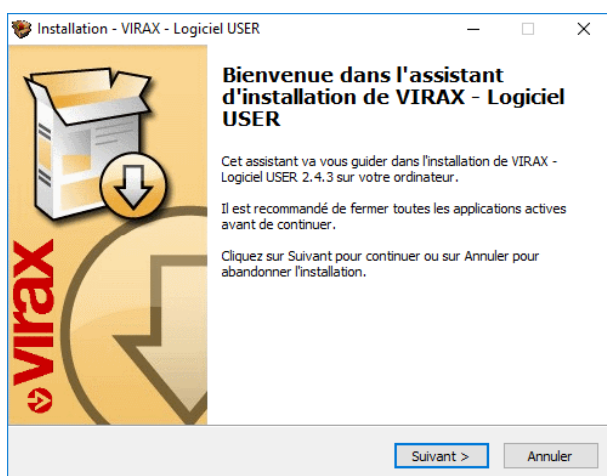 Installation - VIRAX - Logiciel USER
Bienvenue dans l'assistant
d'installation de VIRAX - Logiciel
USER
Cet assistant va vous guider dans l'installation de VIRAX -
Logiciel USER 2.4.3 sur votre ordinateur.
Il est recommandé de fermer toutes les applications actives
avant de continuer.
Cliquez sur Suivant pour continuer ou sur Annuler pour
abandonner l'installation.
virax
Suivant >
Annuler